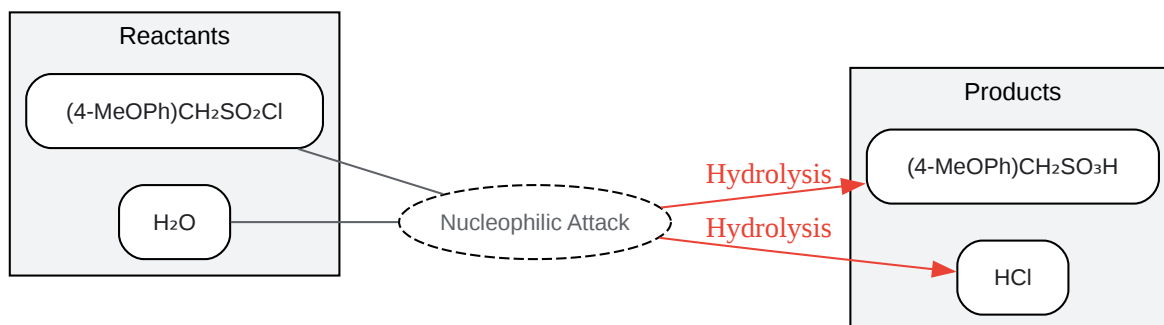 Reactants
(4-MeOPh)CH₂SO₂Cl
H₂O
Nucleophilic Attack
Hydrolysis
Hydrolysis
Products
(4-MeOPh)CH₂SO₃H
HCl